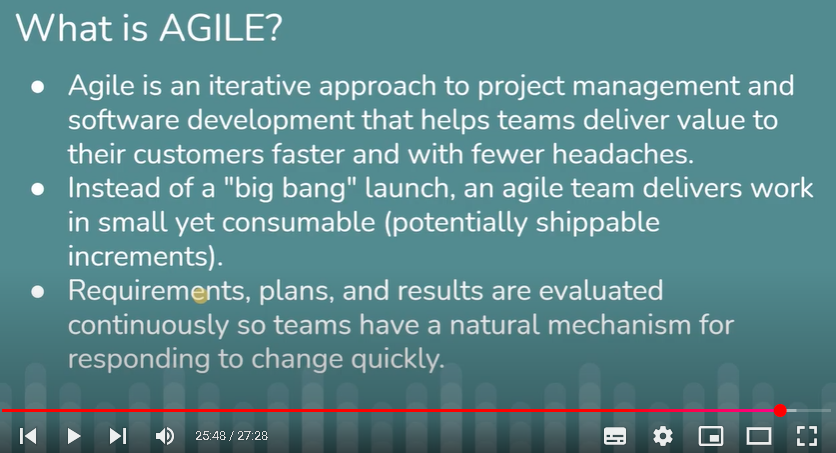 What is AGILE?
● Agile is an iterative approach to project management and
software development that helps teams deliver value to
their customers faster and with fewer headaches.
● Instead of a "big bang" launch, an agile team delivers work
in small yet consumable (potentially shippable
increments).
● Requirements, plans, and results are evaluated
continuously so teams have a natural mechanism for
responding to change quickly.
25:48 / 27:28